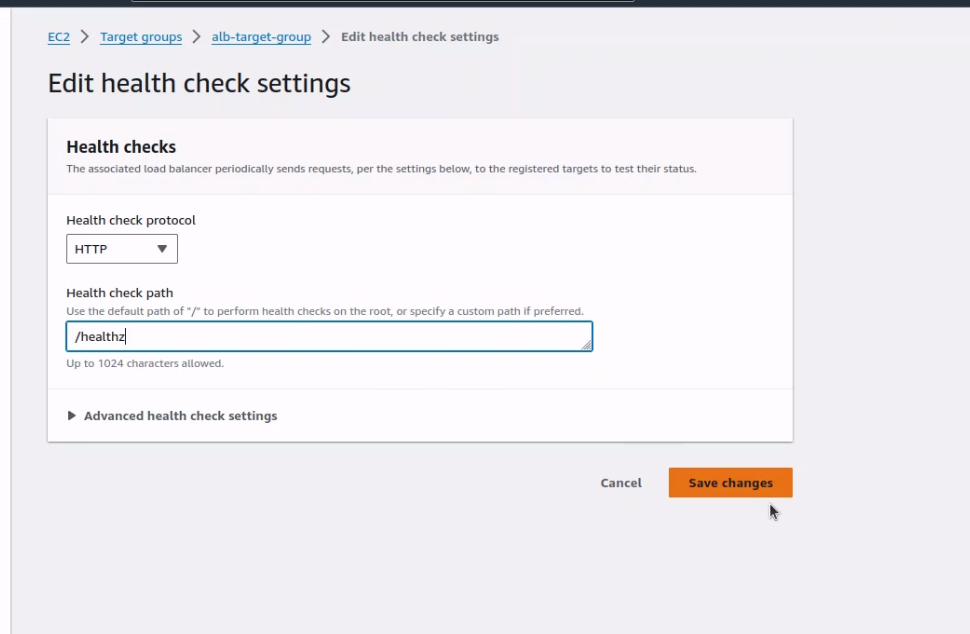 EC2 > Target groups > alb-target-group > Edit health check settings
Edit health check settings
Health checks
The associated load balancer periodically sends requests, per the settings below, to the registered targets to test their status.
Health check protocol
HTTP
Health check path
Use the default path of "/" to perform health checks on the root, or specify a custom path if preferred.
/healthz
Up to 1024 characters allowed.
Advanced health check settings
Cancel Save changes